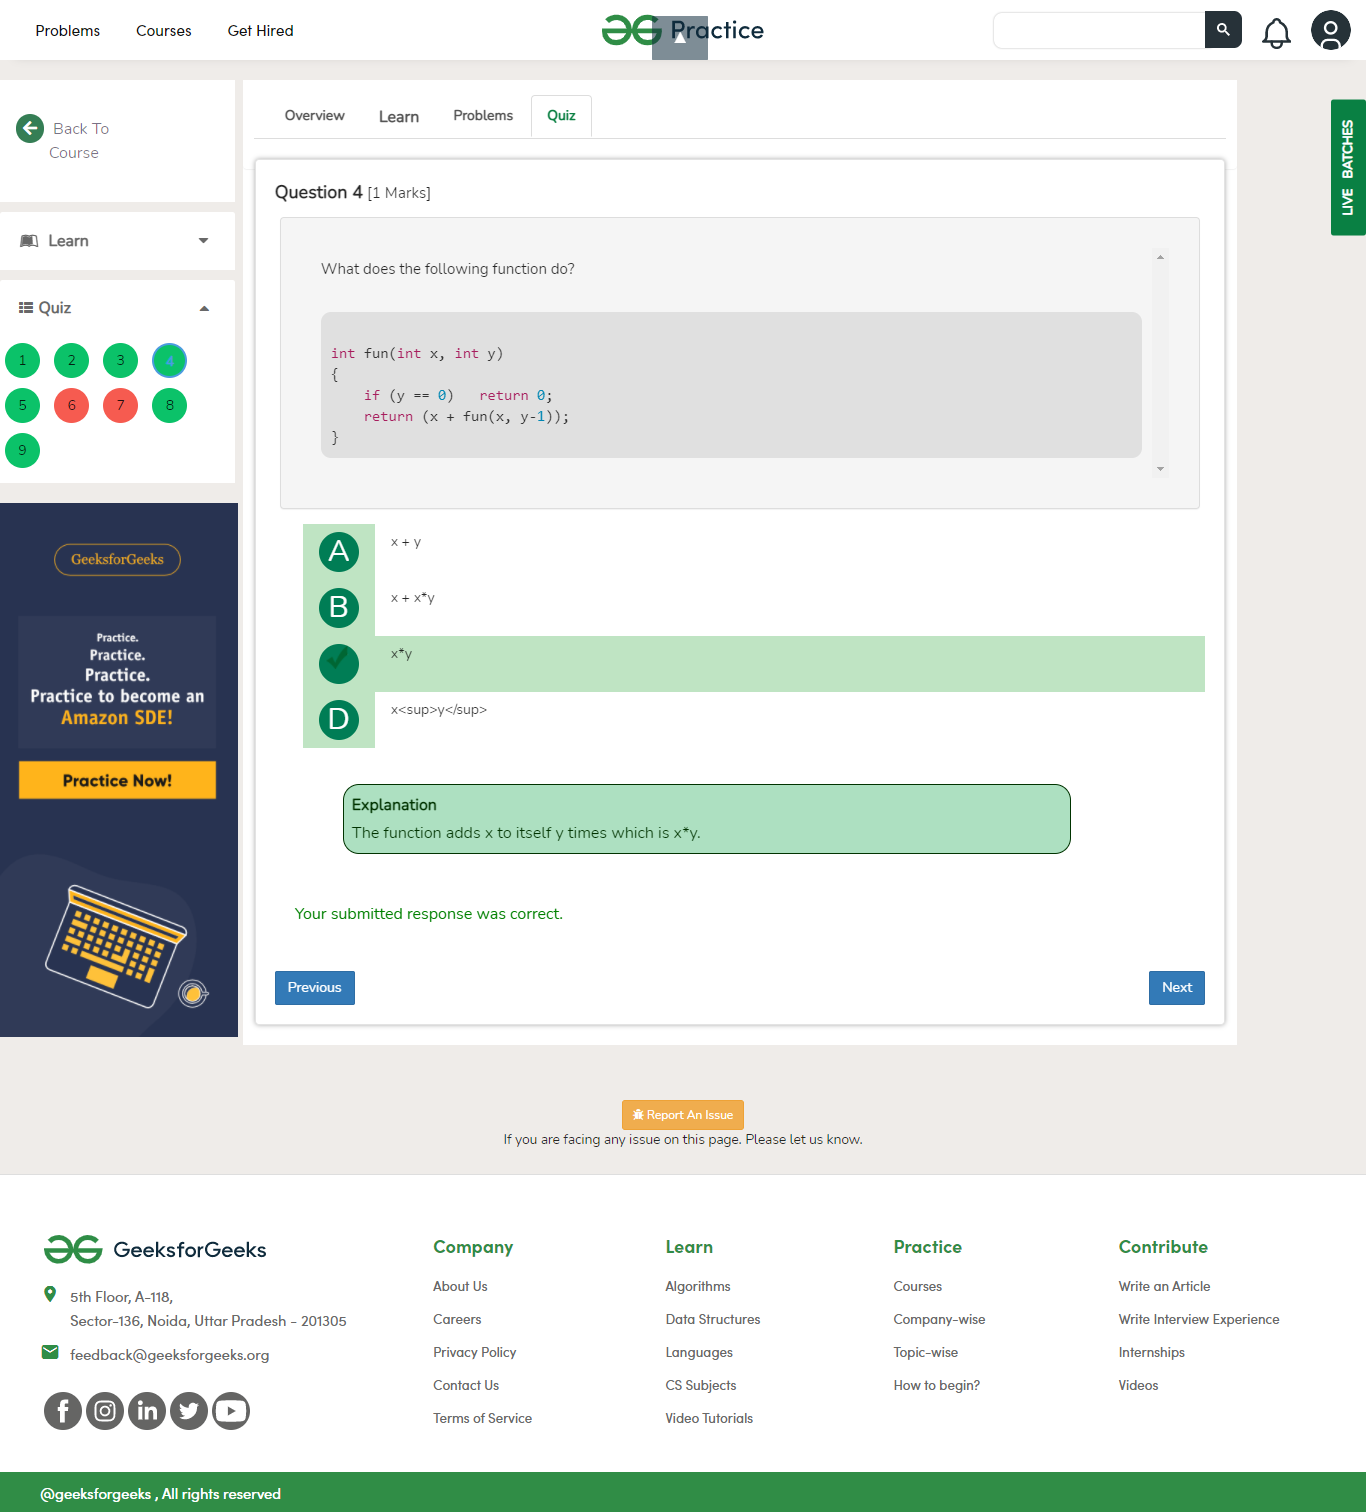 Problems
Courses
Get Hired
Practice
Back To
Course
Learn
Quiz
1 2 3 4
5 6 7 8
9
GeeksforGeeks
Practice.
Practice.
Practice.
Practice to become an
Amazon SDE!
Practice Now!
Overview
Learn
Problems
Quiz
Question 4 [1 Marks]
What does the following function do?
int fun(int x, int y)
{
    if (y == 0)   return 0;
    return (x + fun(x, y-1));
}
A x + y
B x + x*y
x*y
D x<sup>y</sup>
Explanation
The function adds x to itself y times which is x*y.
Your submitted response was correct.
Previous
Next
LIVE BATCHES
Report An Issue
If you are facing any issue on this page. Please let us know.
GeeksforGeeks
5th Floor, A-118,
Sector-136, Noida, Uttar Pradesh - 201305
feedback@geeksforgeeks.org
Company
About Us
Careers
Privacy Policy
Contact Us
Terms of Service
Learn
Algorithms
Data Structures
Languages
CS Subjects
Video Tutorials
Practice
Courses
Company-wise
Topic-wise
How to begin?
Contribute
Write an Article
Write Interview Experience
Internships
Videos
@geeksforgeeks , All rights reserved